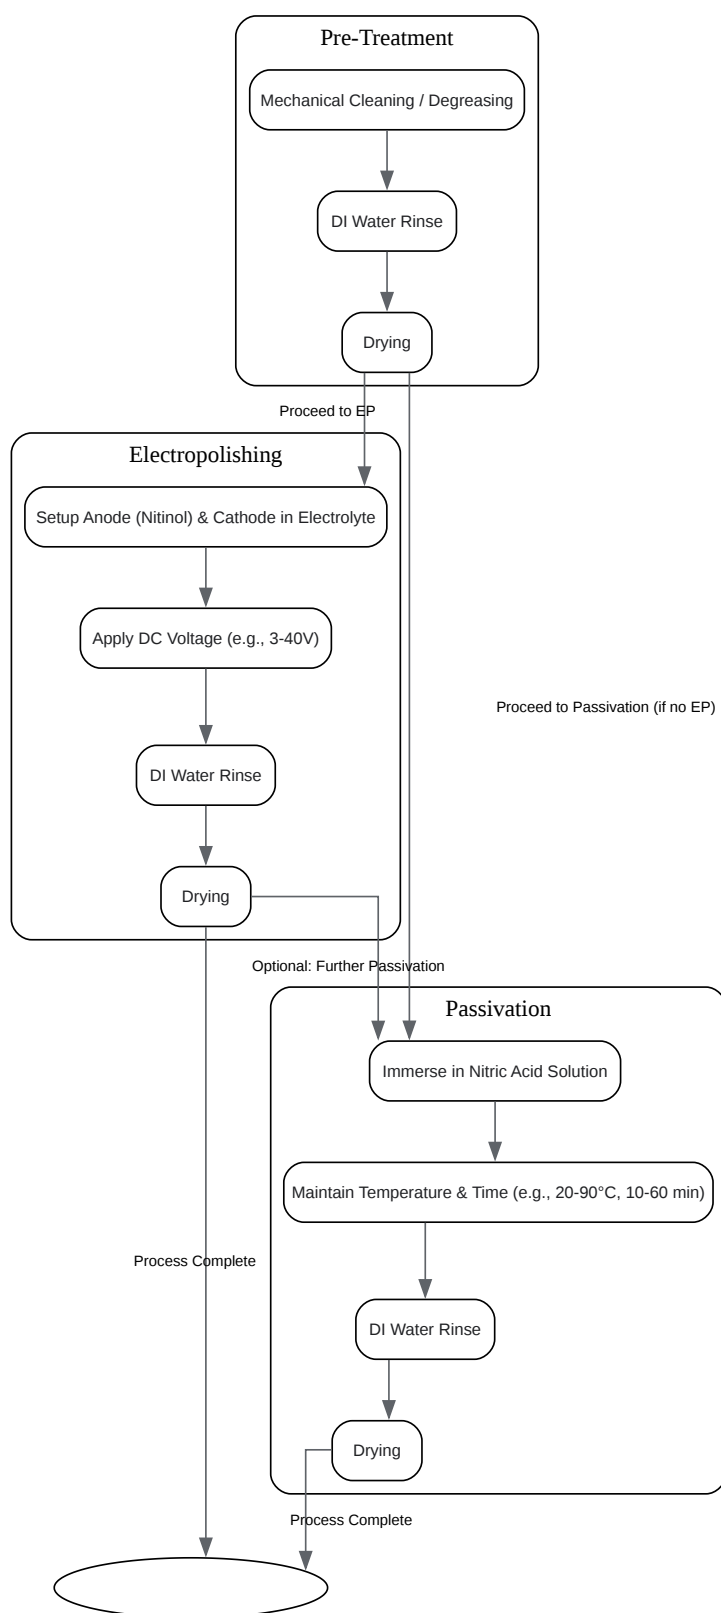 Pre-Treatment
Mechanical Cleaning / Degreasing
DI Water Rinse
Drying
Proceed to EP
Electropolishing
Setup Anode (Nitinol) & Cathode in Electrolyte
Apply DC Voltage (e.g., 3-40V)
Proceed to Passivation (if no EP)
DI Water Rinse
Drying
Optional: Further Passivation
Passivation
Immerse in Nitric Acid Solution
Maintain Temperature & Time (e.g., 20-90°C, 10-60 min)
Process Complete
DI Water Rinse
Drying
Process Complete